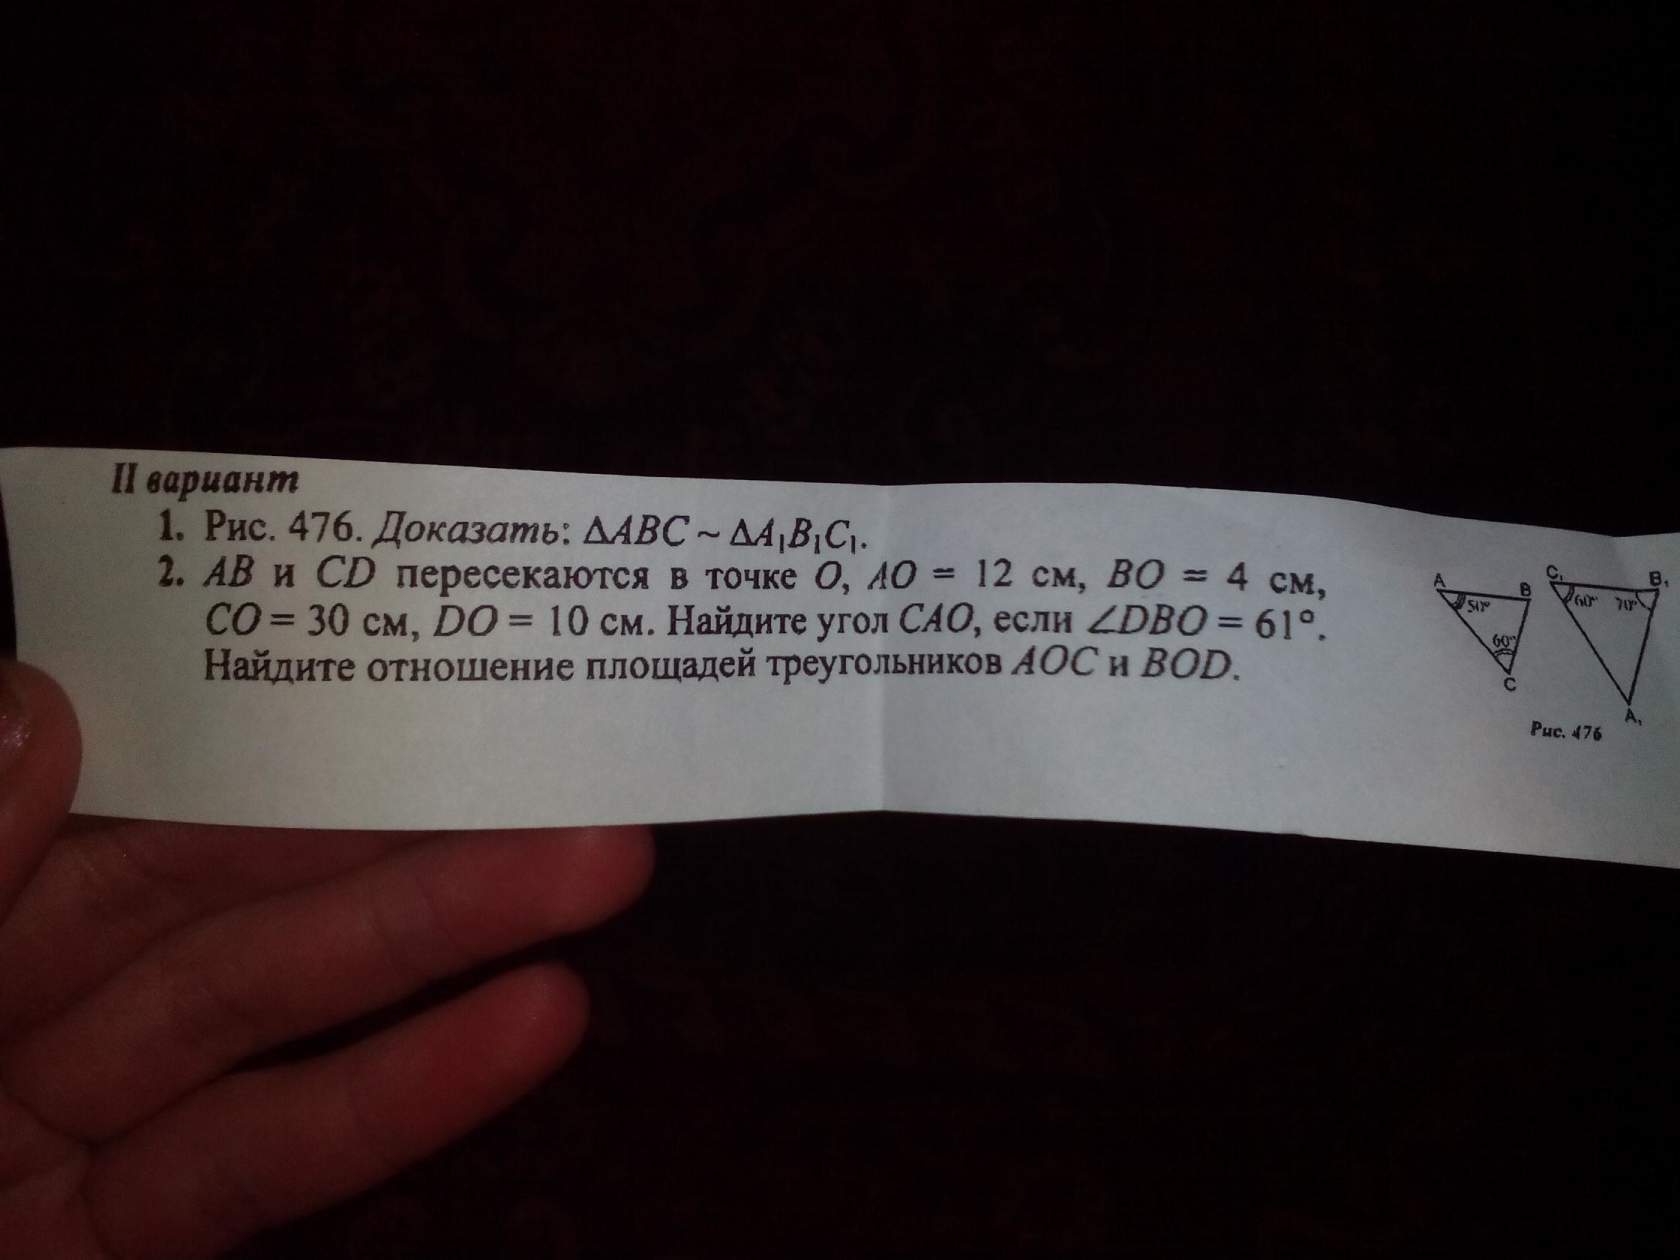 II вариант
1. Рис. 476. Доказать: ΔABC ~ ΔA₁B₁C₁.
2. AB и CD пересекаются в точке O, AO = 12 см, BO = 4 см,
CO = 30 см, DO = 10 см. Найдите угол CAO, если ∠DBO = 61°.
Найдите отношение площадей треугольников AOC и BOD.
A B C₁ B₁
50° 60° 70°
60°
C
A₁
Рис. 476